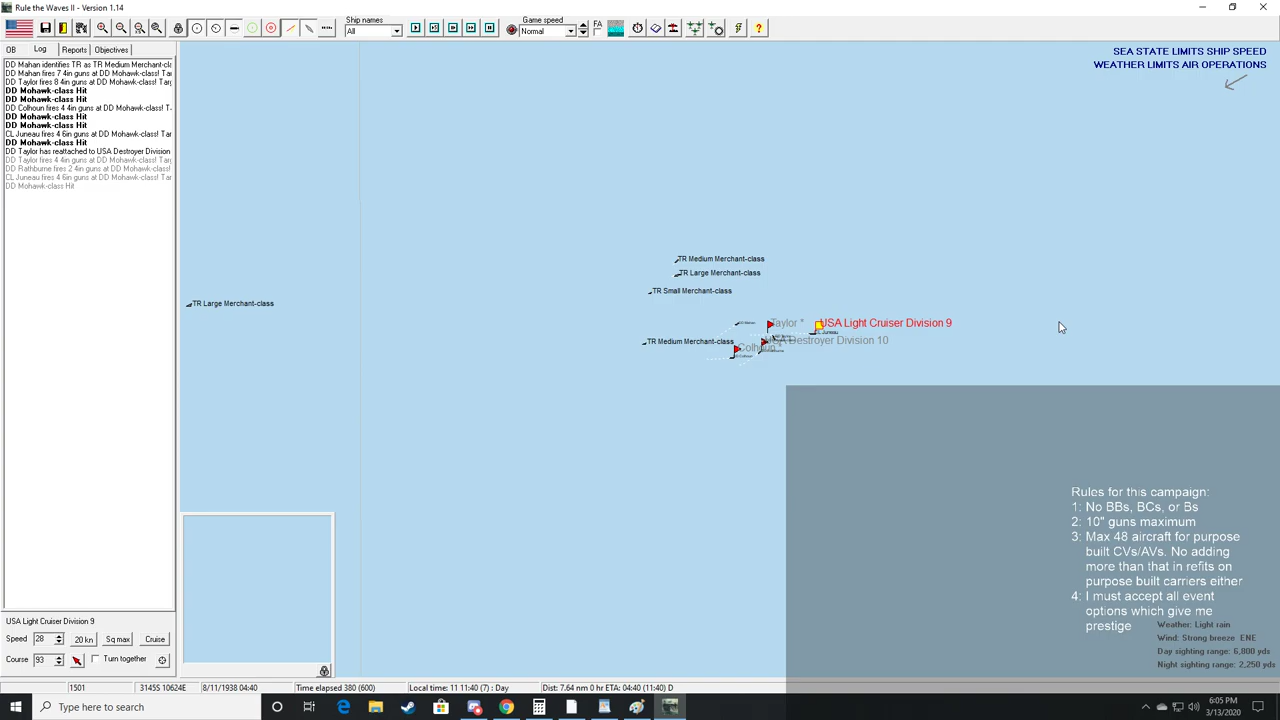 Rule the Waves II - Version 1.14
Ship names
All
Game speed
Normal
FA
OB
Log
Reports
Objectives
SEA STATE LIMITS SHIP SPEED
WEATHER LIMITS AIR OPERATIONS
DD Mahan identifies TR as TR Medium Merchant-cla
DD Mahan fires 7 4in guns at DD Mohawk-class! Tar
DD Taylor fires 8 4in guns at DD Mohawk-class! Targ
DD Mohawk-class Hit
DD Mohawk-class Hit
DD Colhoun fires 4 4in guns at DD Mohawk-class! T
DD Mohawk-class Hit
DD Mohawk-class Hit
CL Juneau fires 4 6in guns at DD Mohawk-class! Tar
DD Mohawk-class Hit
DD Taylor has reattached to USA Destroyer Division
DD Taylor fires 4 4in guns at DD Mohawk-class! Targ
DD Rathburne fires 2 4in guns at DD Mohawk-class!
CL Juneau fires 4 6in guns at DD Mohawk-class! Tar
DD Mohawk-class Hit
TR Medium Merchant-class
TR Large Merchant-class
TR Small Merchant-class
TR Large Merchant-class
Taylor *
USA Light Cruiser Division 9
TR Medium Merchant-class
Colhoun *
USA Destroyer Division 10
Rules for this campaign:
1: No BBs, BCs, or Bs
2: 10" guns maximum
3: Max 48 aircraft for purpose
built CVs/AVs. No adding
more than that in refits on
purpose built carriers either
4: I must accept all event
options which give me
prestige
Weather: Light rain
Wind: Strong breeze ENE
Day sighting range: 6,800 yds
Night sighting range: 2,250 yds
USA Light Cruiser Division 9
Speed 28 20 kn Sq max Cruise
Course 93 Turn together
1501 3145S 10624E 8/11/1938 04:40 Time elapsed 380 (600) Local time: 11 11:40 (7) : Day Dist: 7.64 nm 0 hr ETA: 04:40 (11:40) D
Type here to search
6:05 PM
3/13/2020